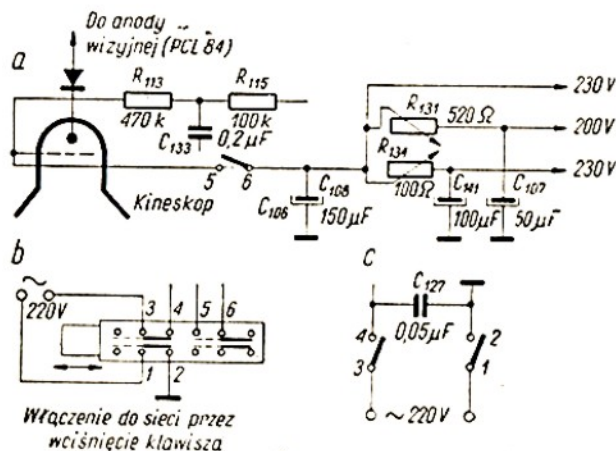 Do anody
wizyjnej (PCL 84)
a
R113
470 k
R115
100 k
C133
0,2 μF
5 6
Kineskop
C106
C108
150 μF
230 V
R131
520 Ω
200 V
R134
230 V
100 Ω
C141
100 μF
C107
50 μF
b
~
220 V
3 4 5 6
1 2
Włączenie do sieci przez
wciśnięcie klawisza
c
C127
0,05 μF
4
3
2
1
~ 220 V